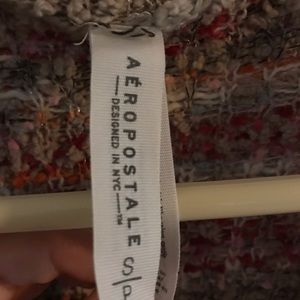 AÉROPOSTALE
—DESIGNED IN NYC—™
S/P